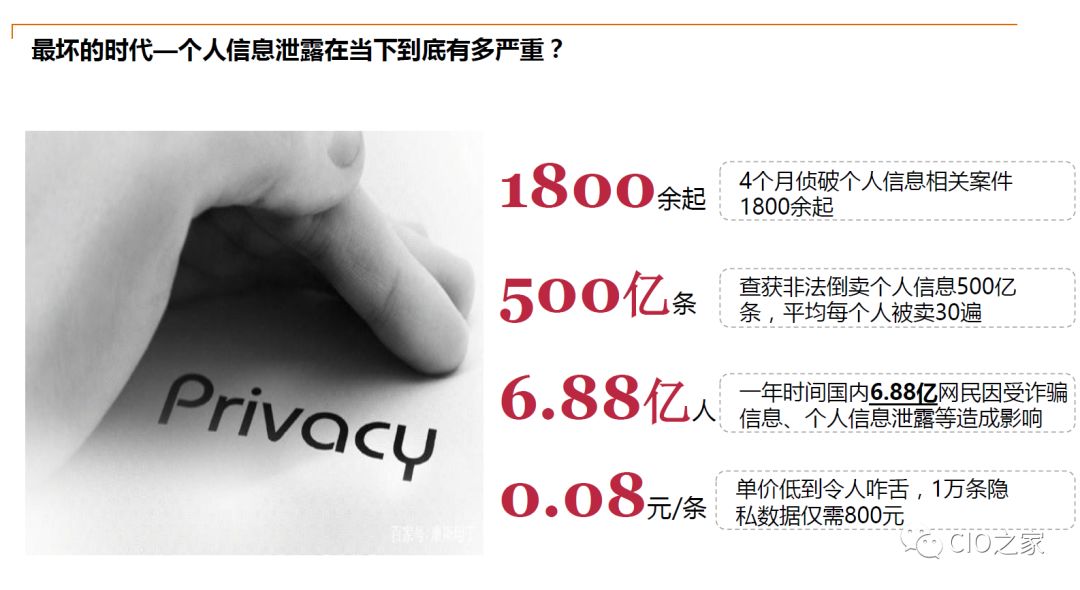 最坏的时代—个人信息泄露在当下到底有多严重？
Privacy
1800余起
4个月侦破个人信息相关案件
1800余起
500亿条
查获非法倒卖个人信息500亿
条，平均每个人被卖30遍
6.88亿人
一年时间国内6.88亿网民因受诈骗
信息、个人信息泄露等造成影响
0.08元/条
单价低到令人咋舌，1万条隐
私数据仅需800元
CIO之家